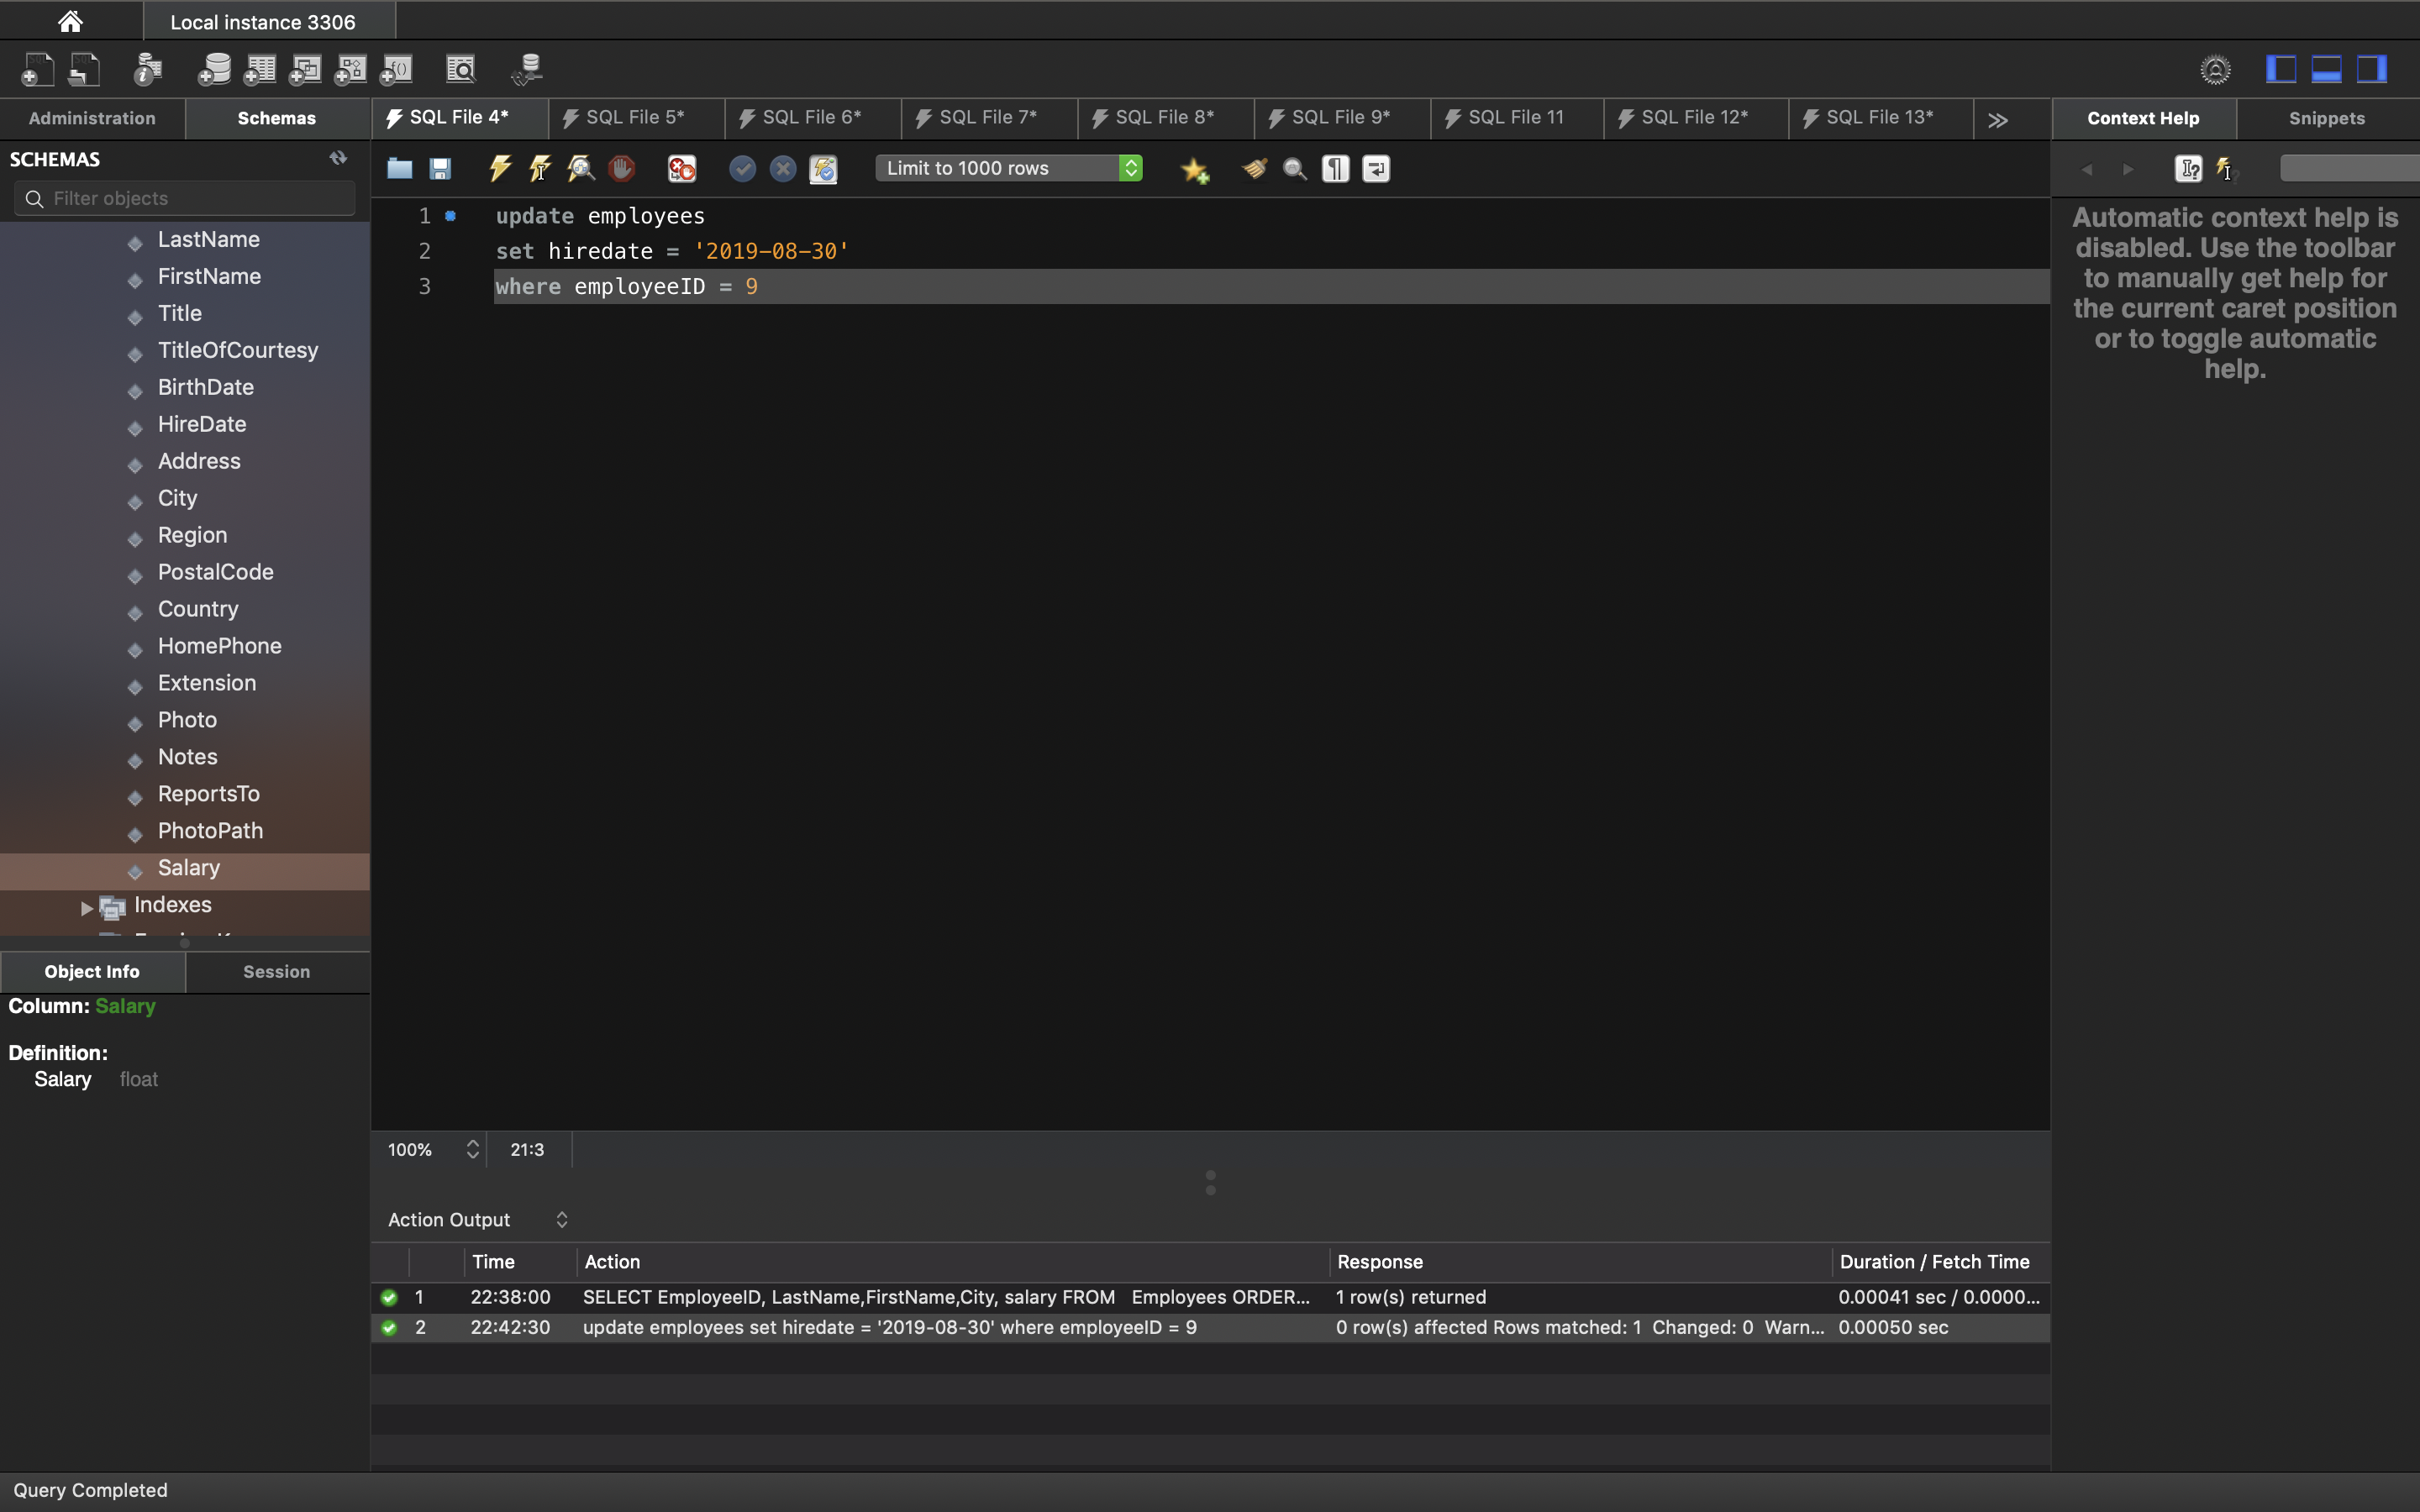 Local instance 3306
Administration
Schemas
SQL File 4*
SQL File 5*
SQL File 6*
SQL File 7*
SQL File 8*
SQL File 9*
SQL File 11
SQL File 12*
SQL File 13*
Context Help
Snippets
SCHEMAS
Filter objects
Limit to 1000 rows
LastName
FirstName
Title
TitleOfCourtesy
BirthDate
HireDate
Address
City
Region
PostalCode
Country
HomePhone
Extension
Photo
Notes
ReportsTo
PhotoPath
Salary
Indexes
1 update employees
2 set hiredate = '2019-08-30'
3 where employeeID = 9
Automatic context help is
disabled. Use the toolbar
to manually get help for
the current caret position
or to toggle automatic
help.
Object Info
Session
Column: Salary
Definition:
Salary float
100% 21:3
Action Output
Time Action Response Duration / Fetch Time
1 22:38:00 SELECT EmployeeID, LastName,FirstName,City, salary FROM Employees ORDER... 1 row(s) returned 0.00041 sec / 0.0000...
2 22:42:30 update employees set hiredate = '2019-08-30' where employeeID = 9 0 row(s) affected Rows matched: 1 Changed: 0 Warn... 0.00050 sec
Query Completed